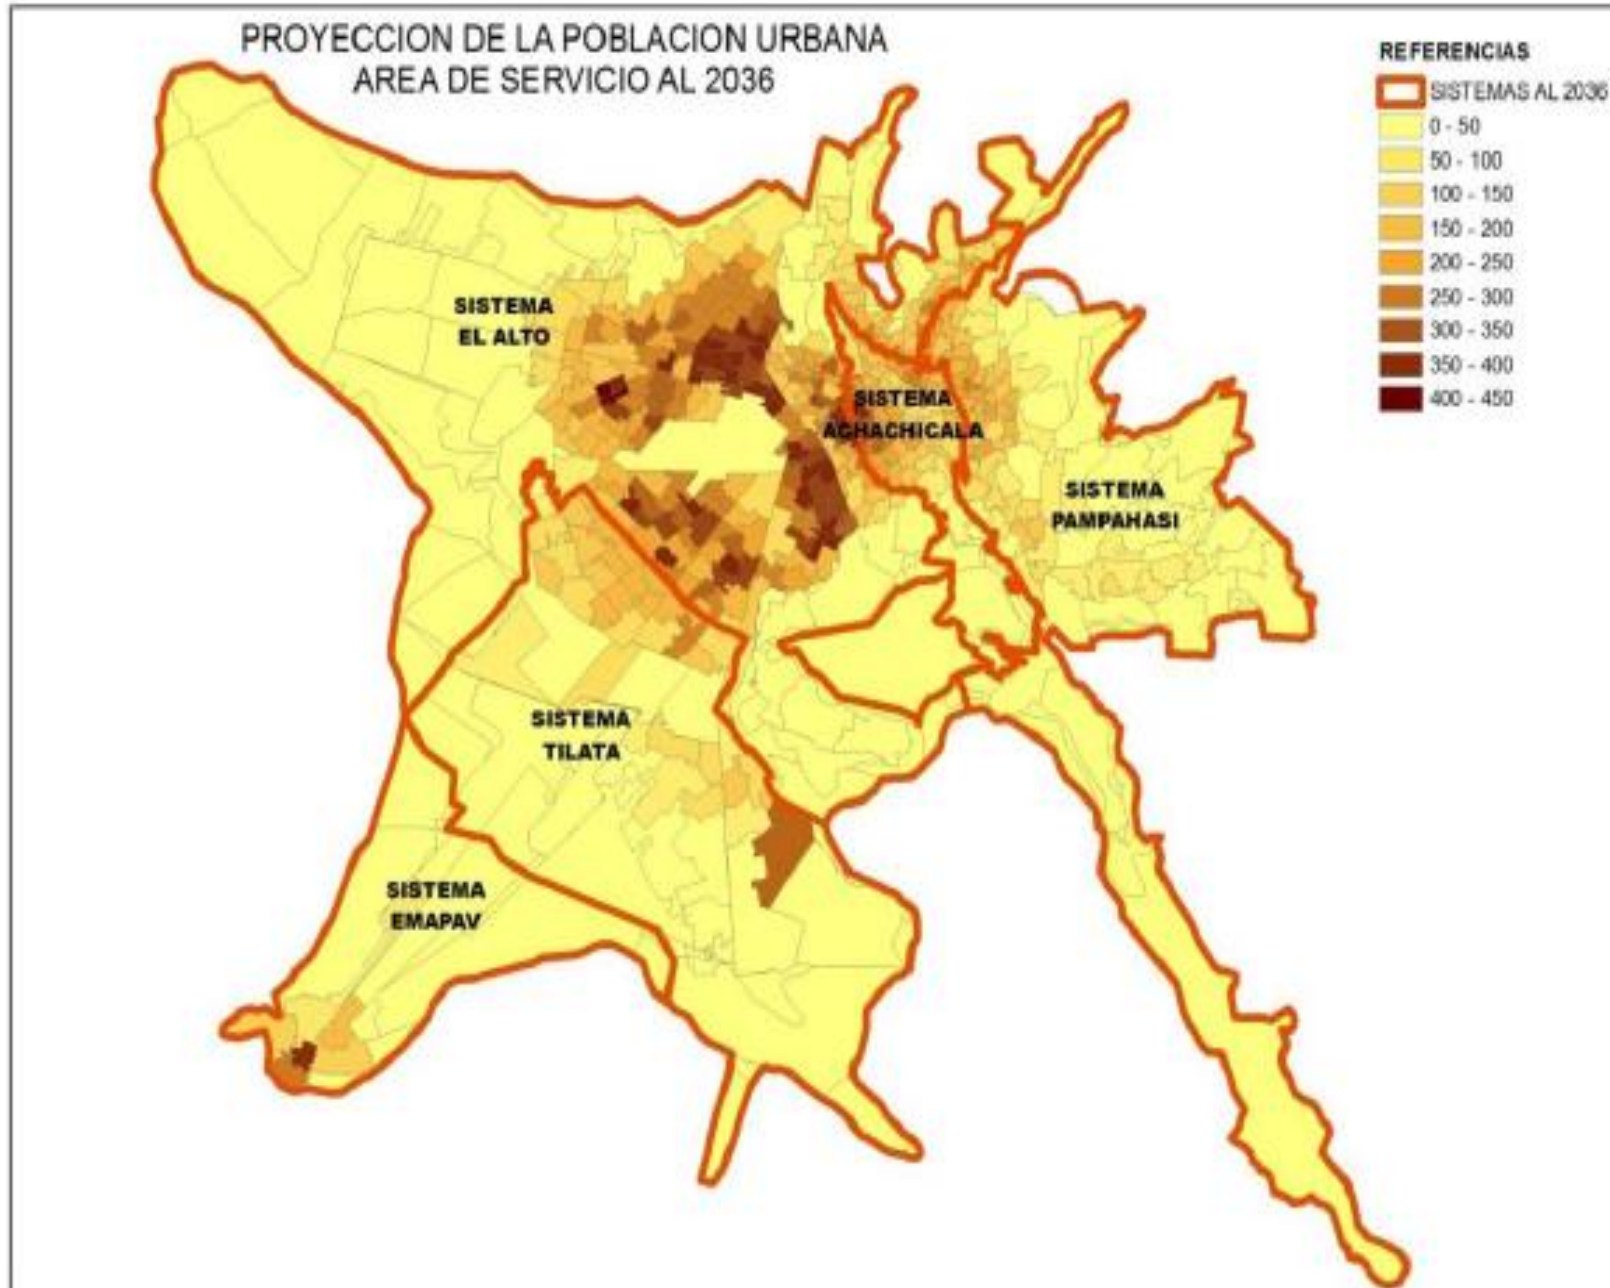 PROYECCION DE LA POBLACION URBANA
AREA DE SERVICIO AL 2036
REFERENCIAS
SISTEMAS AL 2036
0 - 50
50 - 100
100 - 150
150 - 200
200 - 250
250 - 300
300 - 350
350 - 400
400 - 450
SISTEMA
EL ALTO
SISTEMA
ACHACHICALA
SISTEMA
PAMPAHASI
SISTEMA
TILATA
SISTEMA
EMAPAV